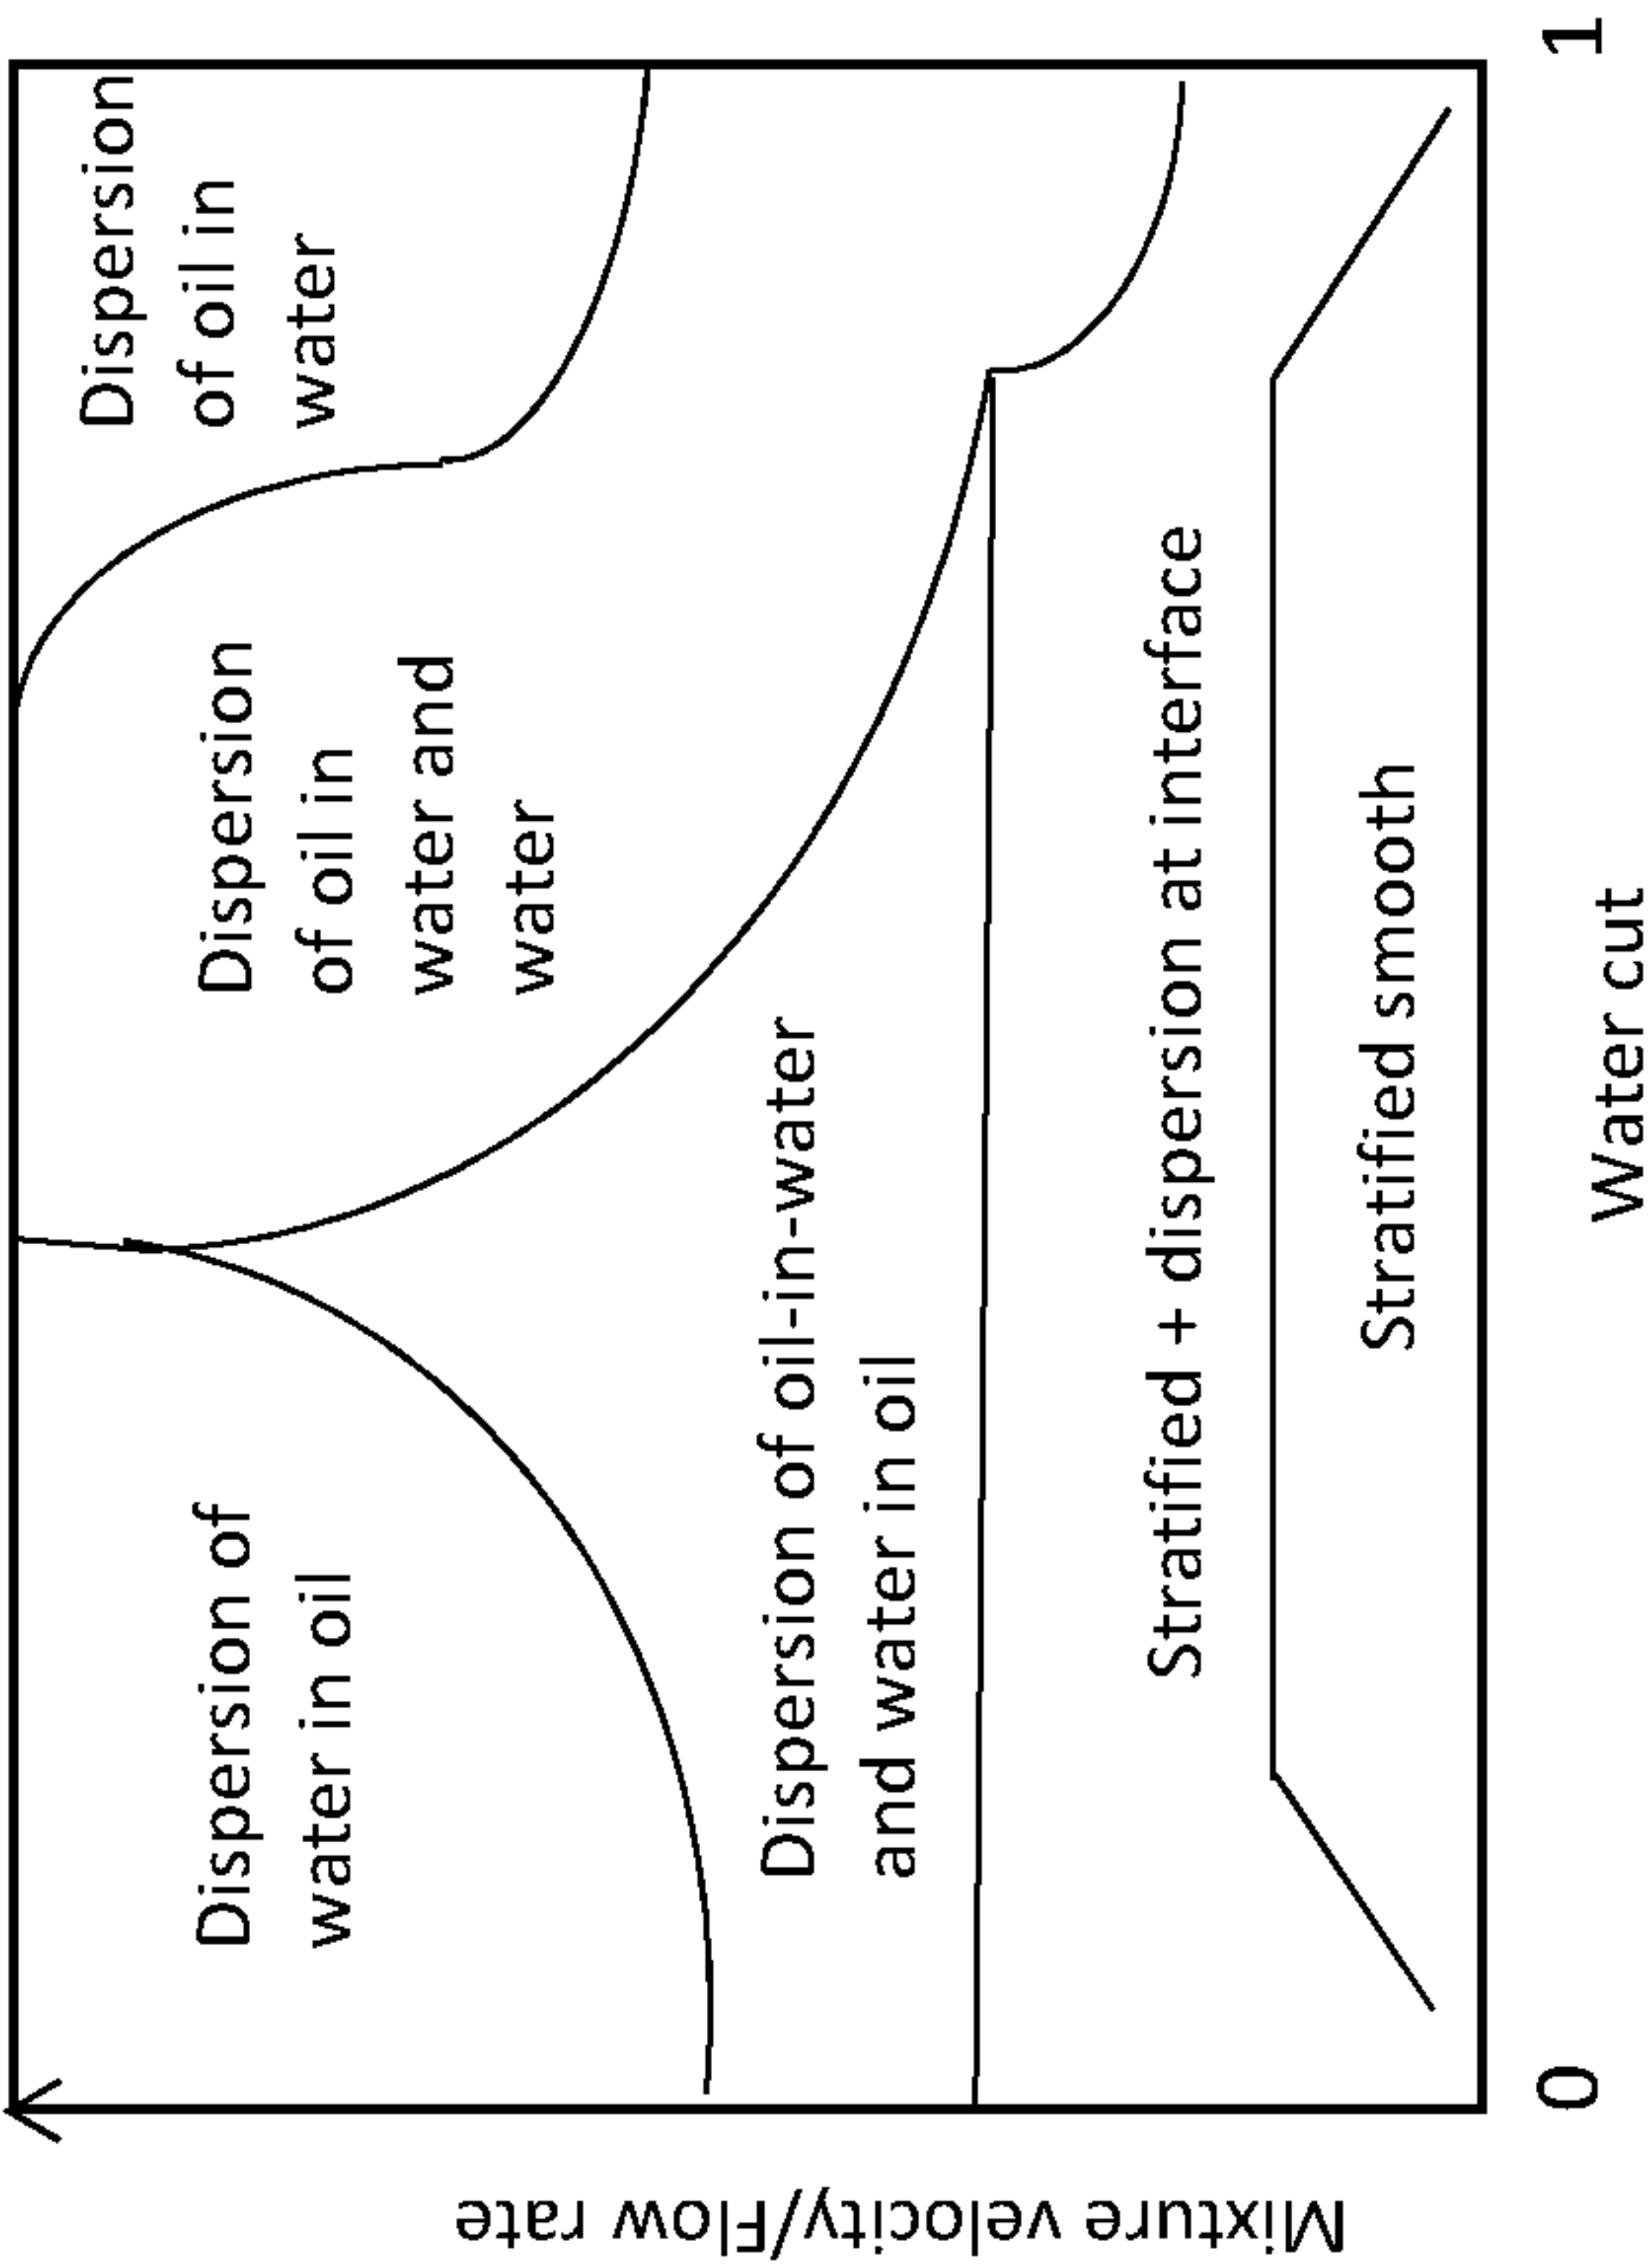 Mixture velocity/Flow rate
Dispersion of
water in oil
Dispersion
of oil in
water and
water
Dispersion
of oil in
water
Dispersion of oil-in-water
and water in oil
Stratified + dispersion at interface
Stratified smooth
0
1
Water cut